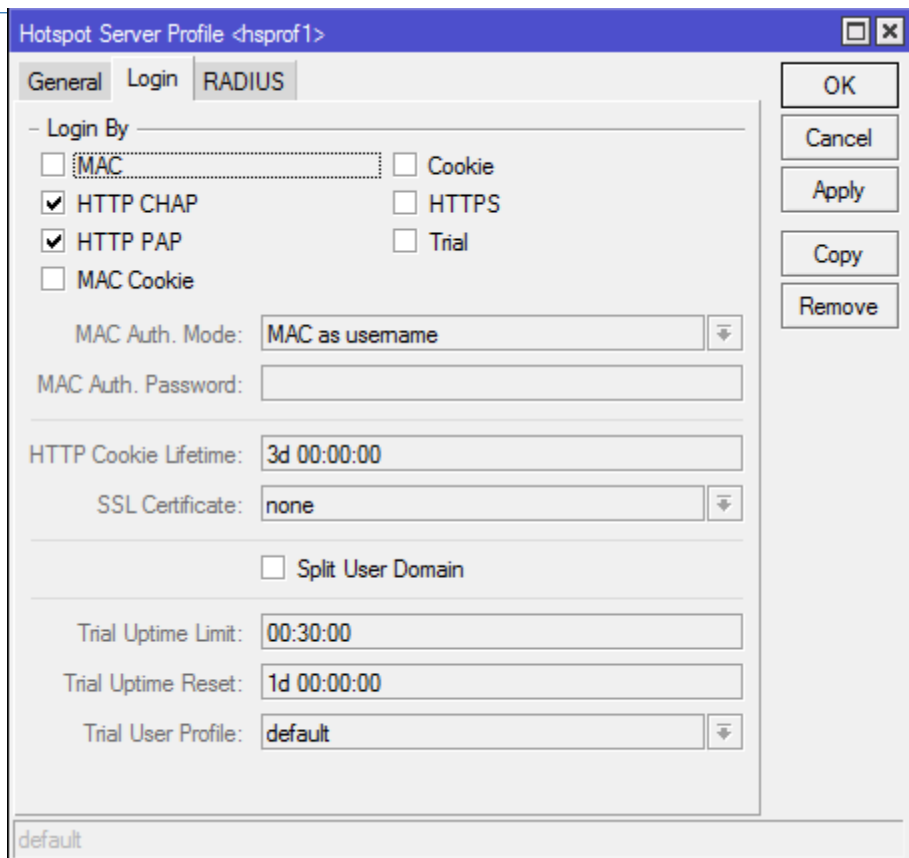 Hotspot Server Profile <hsprof1>
General Login RADIUS
OK
Cancel
Apply
Copy
Remove
Login By
MAC Cookie
HTTP CHAP HTTPS
HTTP PAP Trial
MAC Cookie
MAC Auth. Mode: MAC as username
MAC Auth. Password:
HTTP Cookie Lifetime: 3d 00:00:00
SSL Certificate: none
Split User Domain
Trial Uptime Limit: 00:30:00
Trial Uptime Reset: 1d 00:00:00
Trial User Profile: default
default